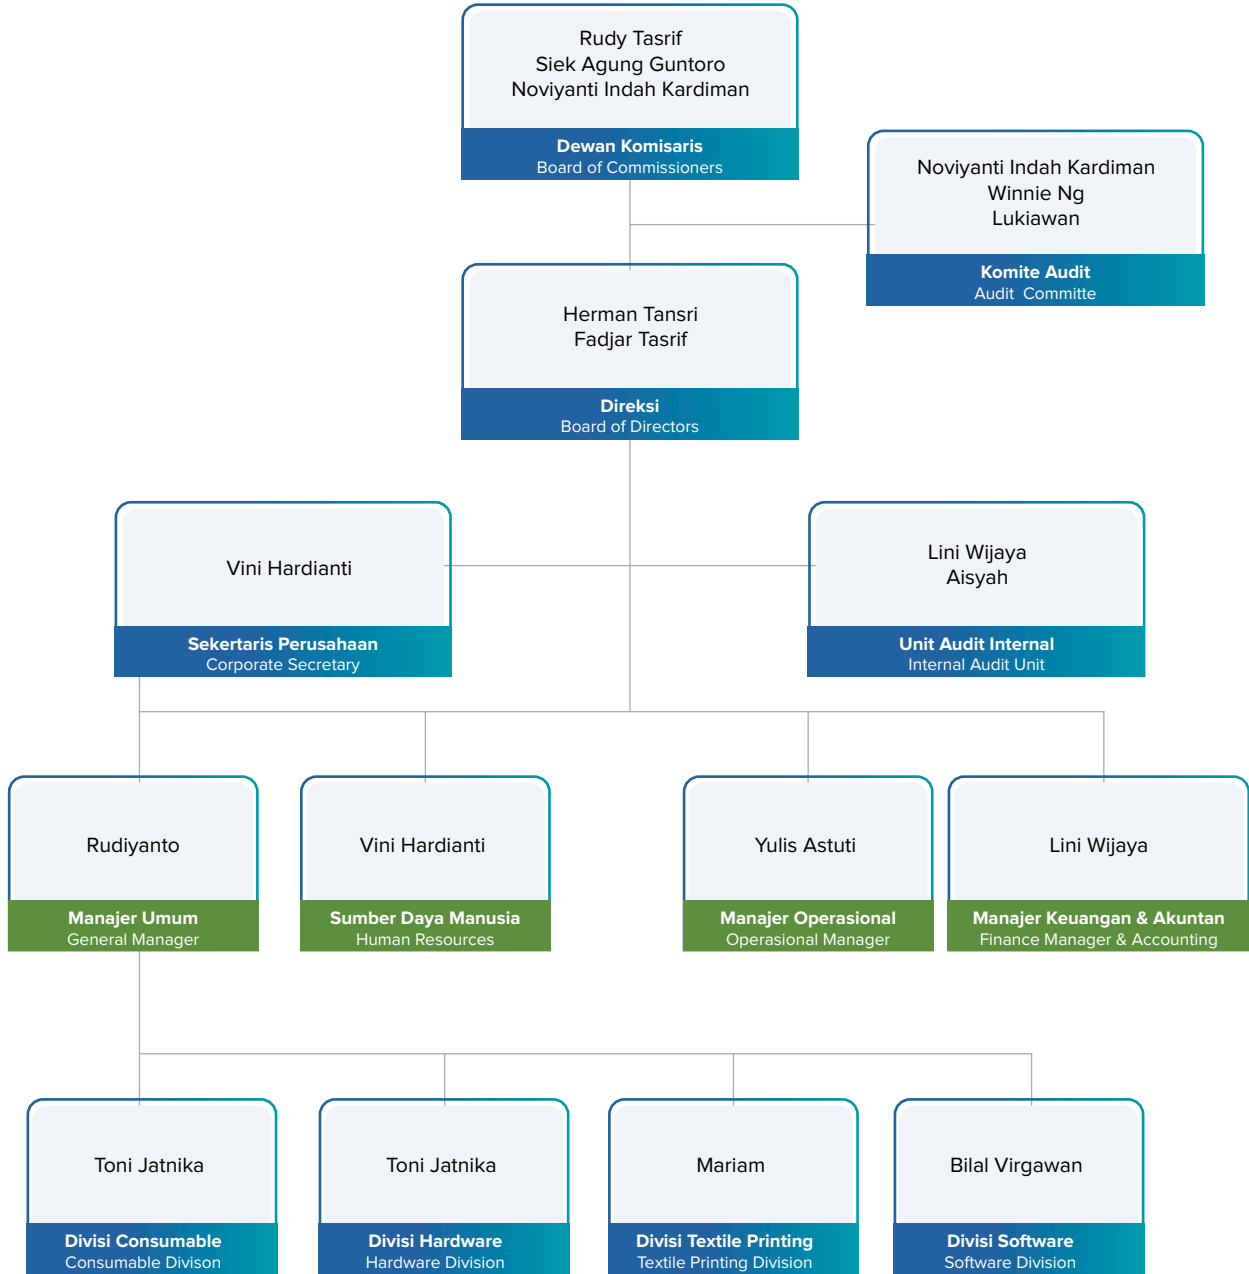 Rudy Tasrif
Siek Agung Guntoro
Noviyanti Indah Kardiman
Dewan Komisaris
Board of Commissioners
Noviyanti Indah Kardiman
Winnie Ng
Lukiawan
Komite Audit
Audit Committe
Herman Tansri
Fadjar Tasrif
Direksi
Board of Directors
Vini Hardianti
Sekertaris Perusahaan
Corporate Secretary
Lini Wijaya
Aisyah
Unit Audit Internal
Internal Audit Unit
Rudiyanto
Manajer Umum
General Manager
Vini Hardianti
Sumber Daya Manusia
Human Resources
Yulis Astuti
Manajer Operasional
Operasional Manager
Lini Wijaya
Manajer Keuangan & Akuntan
Finance Manager & Accounting
Toni Jatnika
Divisi Consumable
Consumable Divison
Toni Jatnika
Divisi Hardware
Hardware Division
Mariam
Divisi Textile Printing
Textile Printing Division
Bilal Virgawan
Divisi Software
Software Division